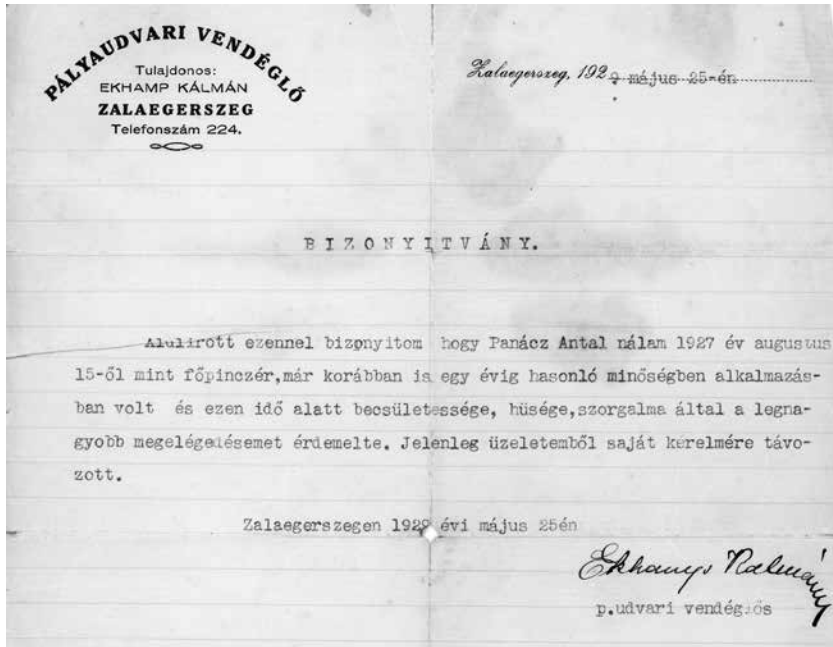 PÁLYAUDVARI VENDÉGLŐ
Tulajdonos:
EKHAMP KÁLMÁN
ZALAEGERSZEG
Telefonszám 224.
Zalaegerszeg, 1929 május 25-én
BIZONYITVÁNY.
Alulirott ezennel bizonyitom hogy Panácz Antal nálam 1927 év augustus
15-ől mint főpinczér,már korábban is egy évig hasonló minőségben alkalmazás-
ban volt és ezen idő alatt becsületessége, hüsége,szorgalma által a legna-
gyobb megelégedésemet érdemelte. Jelenleg üzeletemből saját kérelmére távo-
zott.
Zalaegerszegen 1929 évi május 25én
Ekhamp Kálmán
p.udvari vendéglős